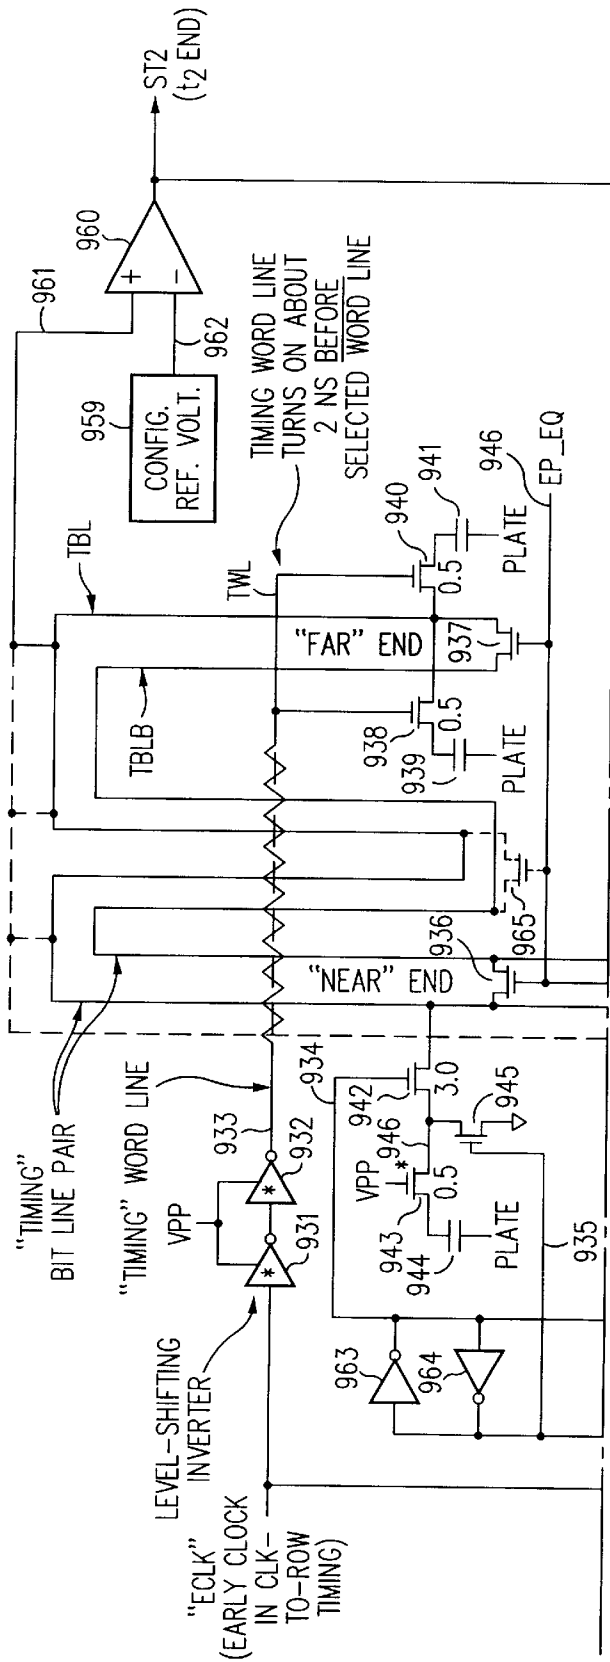 "ECLK"
(EARLY CLOCK
IN CLK-
TO-ROW
TIMING)
LEVEL-SHIFTING
INVERTER
"TIMING"
BIT LINE PAIR
"TIMING" WORD LINE
VPP
933
*
931
*
932
963
964
934
942
3.0
946
VPP
*
943
0.5
944
PLATE
945
935
"NEAR" END
936
965
TBLB
TBL
"FAR" END
937
TWL
938
0.5
939
PLATE
940
0.5
941
PLATE
946
EP_EQ
TIMING WORD LINE
TURNS ON ABOUT
2 NS BEFORE
SELECTED WORD LINE
959
CONFIG.
REF. VOLT.
961
962
960
+
−
ST2
(t2 END)